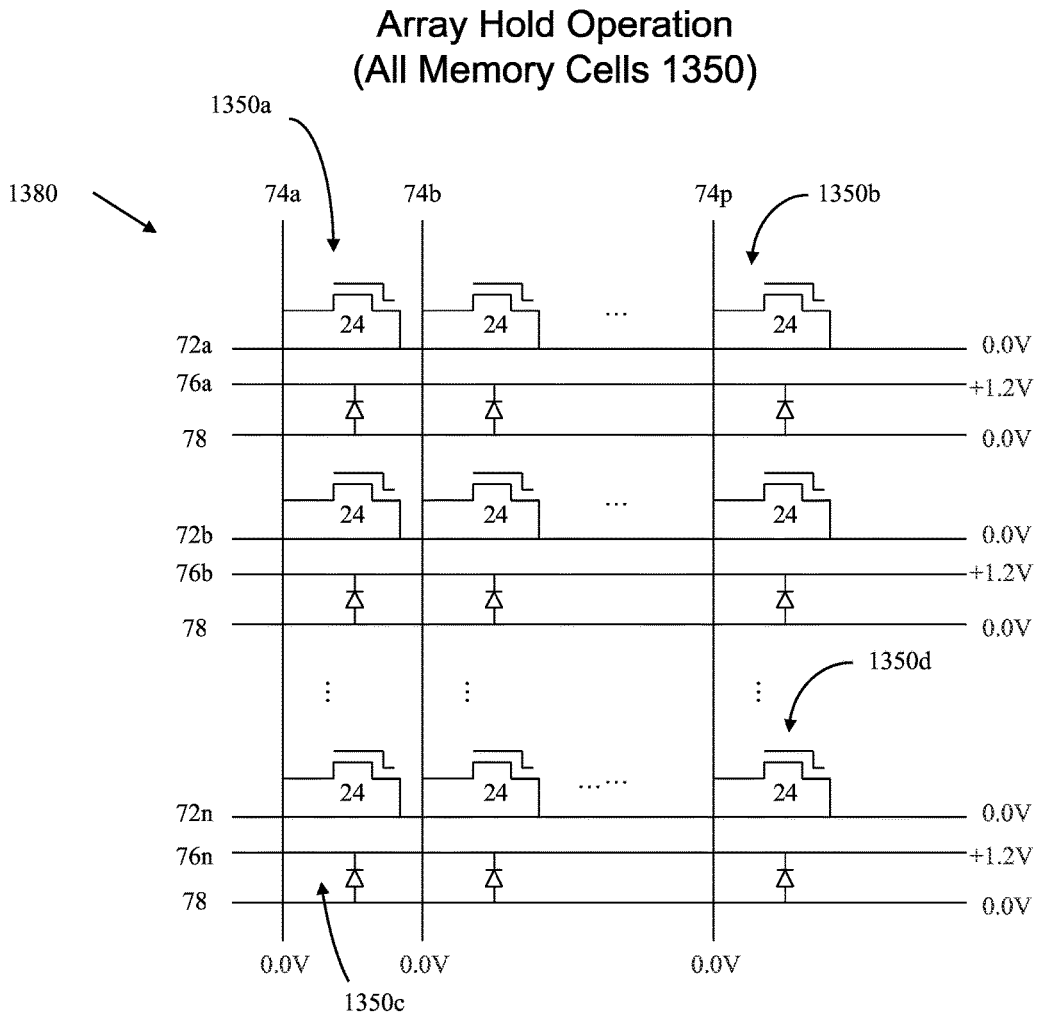 Array Hold Operation
(All Memory Cells 1350)
1350a
1380
74a 74b 74p 1350b
24 24 ... 24
72a 0.0V
76a +1.2V
78 0.0V
24 24 ... 24
72b 0.0V
76b +1.2V
78 0.0V
1350d
⋮ ⋮ ⋮
24 24 ...... 24
72n 0.0V
76n +1.2V
78 0.0V
0.0V 0.0V 0.0V
1350c